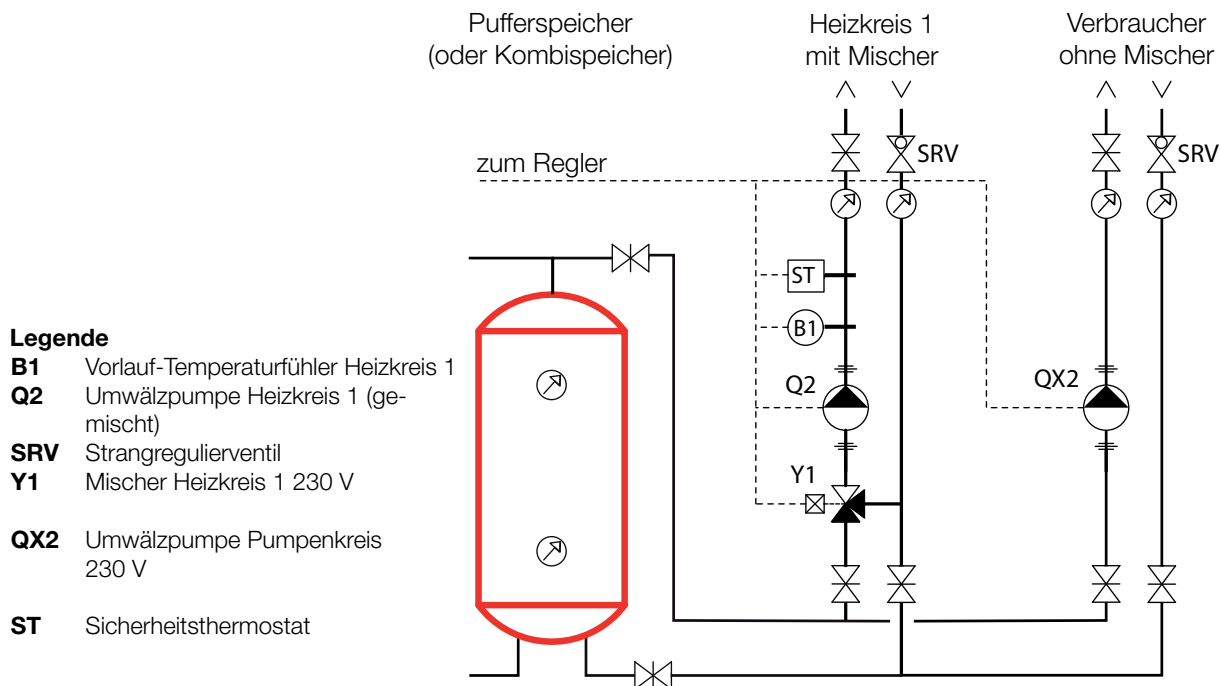 Pufferspeicher
(oder Kombispeicher)
Heizkreis 1
mit Mischer
Verbraucher
ohne Mischer
SRV
SRV
zum Regler
ST
B1
Q2
QX2
Y1
Legende
B1 Vorlauf-Temperaturfühler Heizkreis 1
Q2 Umwälzpumpe Heizkreis 1 (ge-
mischt)
SRV Strangregulierventil
Y1 Mischer Heizkreis 1 230 V
QX2 Umwälzpumpe Pumpenkreis
230 V
ST Sicherheitsthermostat